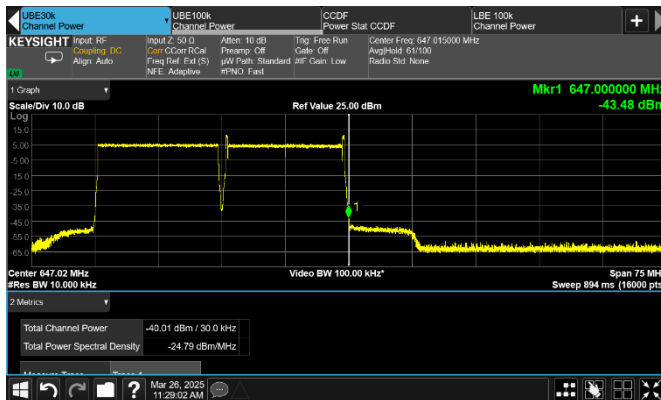 UBE30k
Channel Power
UBE100k
Channel Power
CCDF
Power Stat CCDF
LBE 100k
Channel Power
KEYSIGHT
Input: RF
Coupling: DC
Align: Auto
Input Z: 50 Ω
Corr CCorr RCal
Freq Ref: Ext (S)
NFE: Adaptive
Atten: 10 dB
Preamp: Off
µW Path: Standard
#PNO: Fast
Trig: Free Run
Gate: Off
#IF Gain: Low
Center Freq: 647.015000 MHz
Avg|Hold: 61/100
Radio Std: None
1 Graph
Mkr1 647.000000 MHz
Scale/Div 10.0 dB
Ref Value 25.00 dBm
-43.48 dBm
Log
15.0
5.00
-5.00
-15.0
-25.0
-35.0
-45.0
-55.0
-65.0
1
Center 647.02 MHz
Video BW 100.00 kHz*
Span 75 MH
#Res BW 10.000 kHz
Sweep 894 ms (16000 pts
2 Metrics
Total Channel Power
-40.01 dBm / 30.0 kHz
Total Power Spectral Density
-24.79 dBm/MHz
Mar 26, 2025
11:29:02 AM